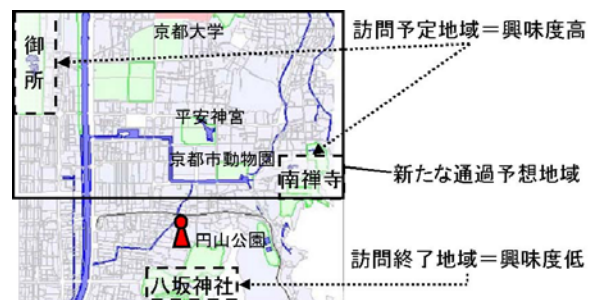 京都大学
訪問予定地域＝興味度高
御
所
平安神宮
京都市動物園
南禅寺
新たな通過予想地域
円山公園
訪問終了地域＝興味度低
八坂神社